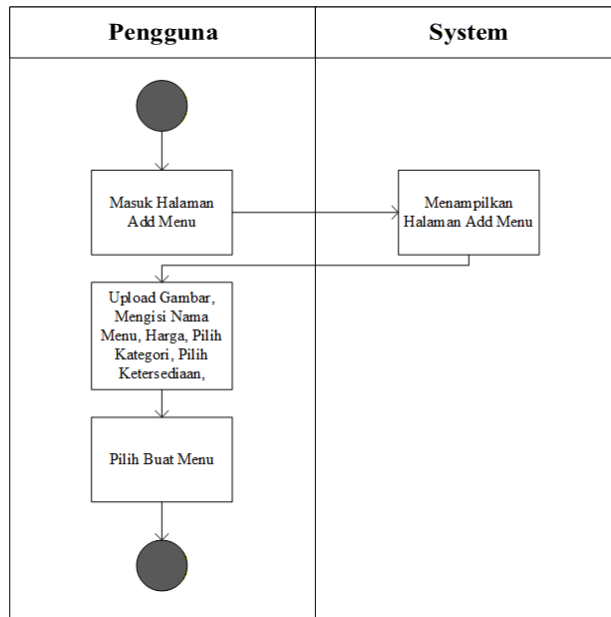 Pengguna
System
Masuk Halaman
Add Menu
Menampilkan
Halaman Add Menu
Upload Gambar,
Mengisi Nama
Menu, Harga, Pilih
Kategori, Pilih
Ketersediaan,
Pilih Buat Menu